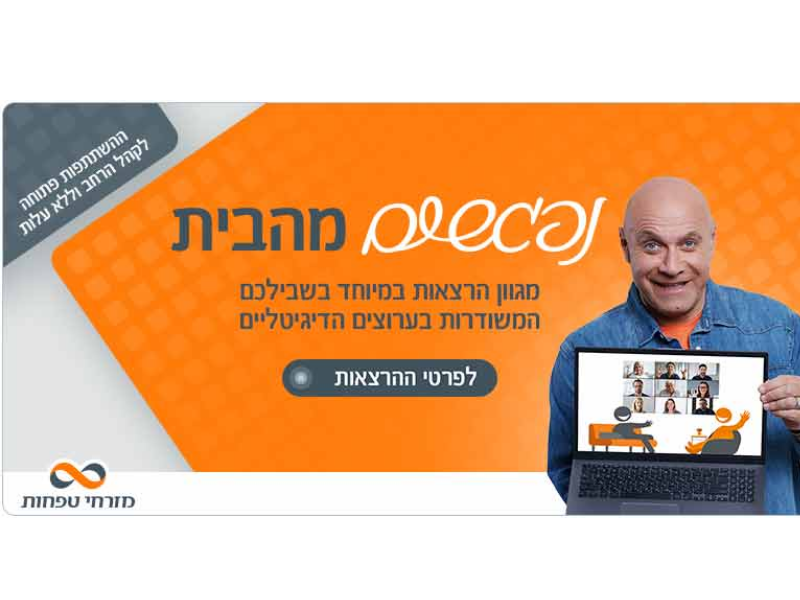 ההשתתפות פתוחה
לקהל הרחב וללא עלות
נפגשים מהבית
מגוון הרצאות במיוחד בשבילכם
המשודרות בערוצים הדיגיטליים
לפרטי ההרצאות
מזרחי טפחות